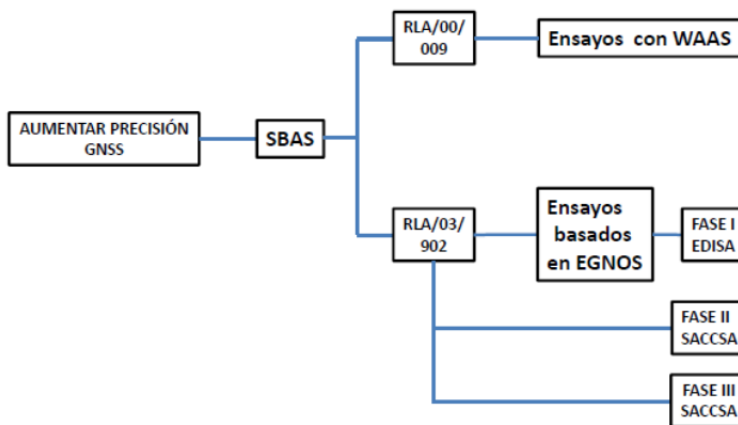 RLA/00/
009
Ensayos con WAAS
AUMENTAR PRECISIÓN
GNSS
SBAS
RLA/03/
902
Ensayos
basados
en EGNOS
FASE I
EDISA
FASE II
SACCSA
FASE III
SACCSA